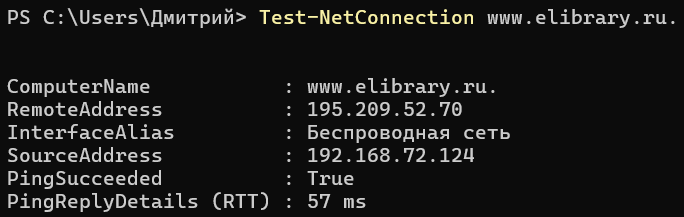 PS C:\Users\Дмитрий> Test-NetConnection www.elibrary.ru.
ComputerName : www.elibrary.ru.
RemoteAddress : 195.209.52.70
InterfaceAlias : Беспроводная сеть
SourceAddress : 192.168.72.124
PingSucceeded : True
PingReplyDetails (RTT) : 57 ms